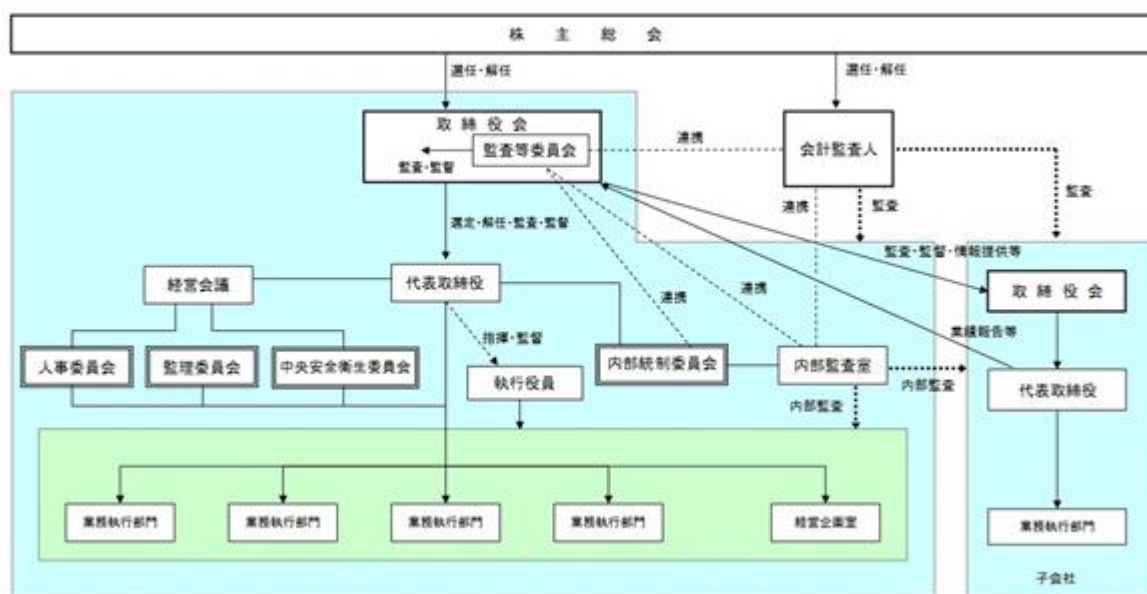 株主総会
選任・解任
選任・解任
取締役会
監査等委員会
監査・監督
連携
会計監査人
連携
監査
監査
選定・解任・監査・監督
監査・監督・情報提供等
経営会議
代表取締役
連携
連携
取締役会
指揮・監督
業績報告等
人事委員会
監理委員会
中央安全衛生委員会
執行役員
内部統制委員会
内部監査室
内部監査
内部監査
代表取締役
業務執行部門
業務執行部門
業務執行部門
業務執行部門
経営企画室
業務執行部門
子会社